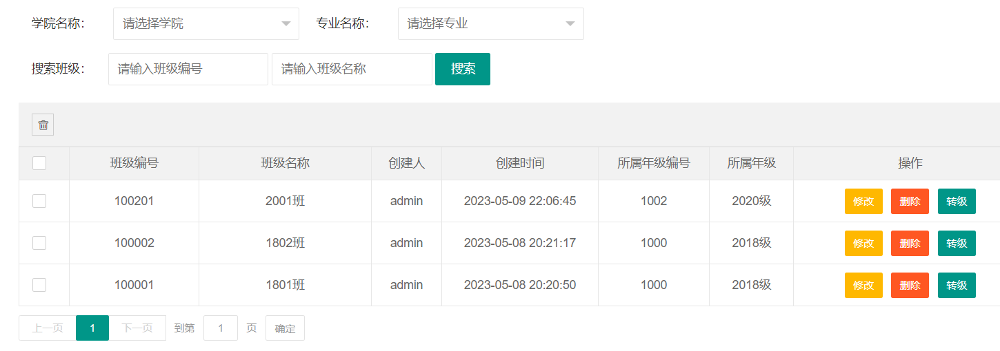 学院名称： 请选择学院 专业名称： 请选择专业
搜索班级： 请输入班级编号 请输入班级名称 搜索
班级编号 班级名称 创建人 创建时间 所属年级编号 所属年级 操作
100201 2001班 admin 2023-05-09 22:06:45 1002 2020级 修改 删除 转级
100002 1802班 admin 2023-05-08 20:21:17 1000 2018级 修改 删除 转级
100001 1801班 admin 2023-05-08 20:20:50 1000 2018级 修改 删除 转级
上一页 1 下一页 到第 1 页 确定